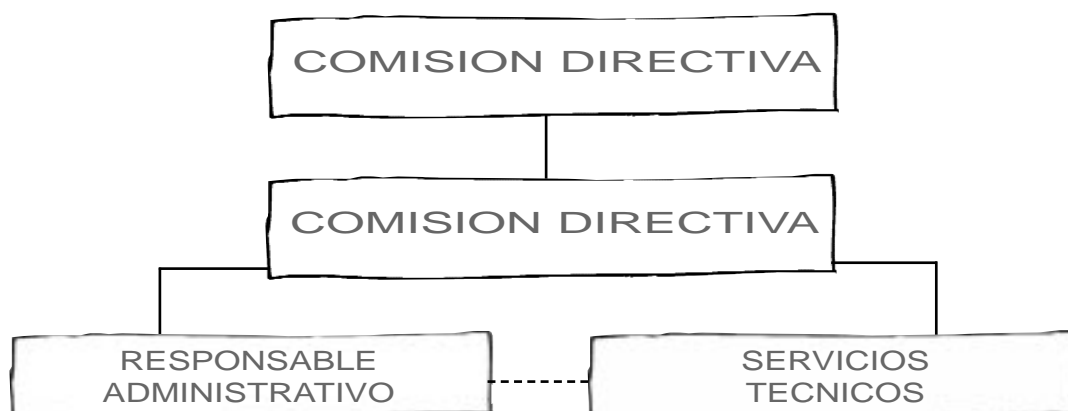 COMISION DIRECTIVA
COMISION DIRECTIVA
RESPONSABLE
ADMINISTRATIVO
SERVICIOS
TECNICOS